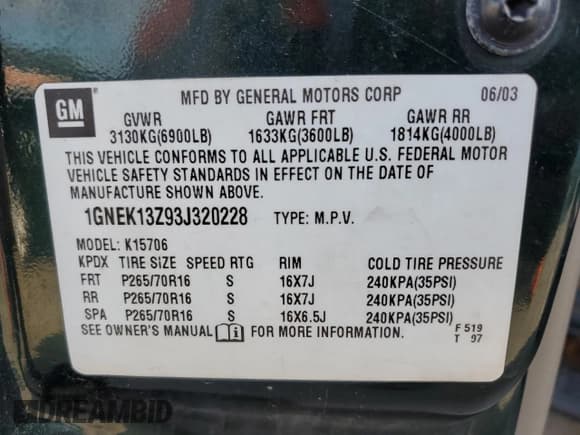 GM
MFD BY GENERAL MOTORS CORP 06/03
GVWR GAWR FRT GAWR RR
3130KG(6900LB) 1633KG(3600LB) 1814KG(4000LB)
THIS VEHICLE CONFORMS TO ALL APPLICABLE U.S. FEDERAL MOTOR
VEHICLE SAFETY STANDARDS IN EFFECT ON THE DATE OF
MANUFACTURE SHOWN ABOVE.
1GNEK13Z93J320228 TYPE: M.P.V.
MODEL: K15706
KPDX TIRE SIZE SPEED RTG RIM COLD TIRE PRESSURE
FRT P265/70R16 S 16X7J 240KPA(35PSI)
RR P265/70R16 S 16X7J 240KPA(35PSI)
SPA P265/70R16 S 16X6.5J 240KPA(35PSI)
SEE OWNER'S MANUAL FOR MORE INFORMATION.
F 519
T 97
DREAMBID